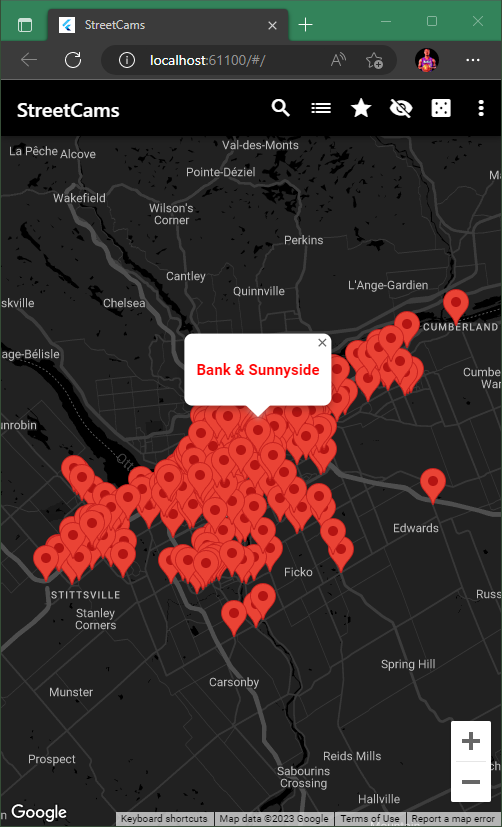 StreetCams
localhost:61100/#/
StreetCams
La Pêche
Alcove
Val-des-Monts
Pointe-Déziel
Wakefield
Wilson's
Corner
Perkins
Cantley
L'Ange-Gardien
Quinnville
skville
Chelsea
CUMBERLAND
age-Bélisle
Bank & Sunnyside
Cumbe
War
unrobin
Edwards
Ficko
STITTSVILLE
Russ
Stanley
Corners
Spring Hill
Carsonby
Munster
Prospect
Reids Mills
Sabourins
Crossing
Hallville
Google
Keyboard shortcuts
Map data ©2023 Google
Terms of Use
Report a map error